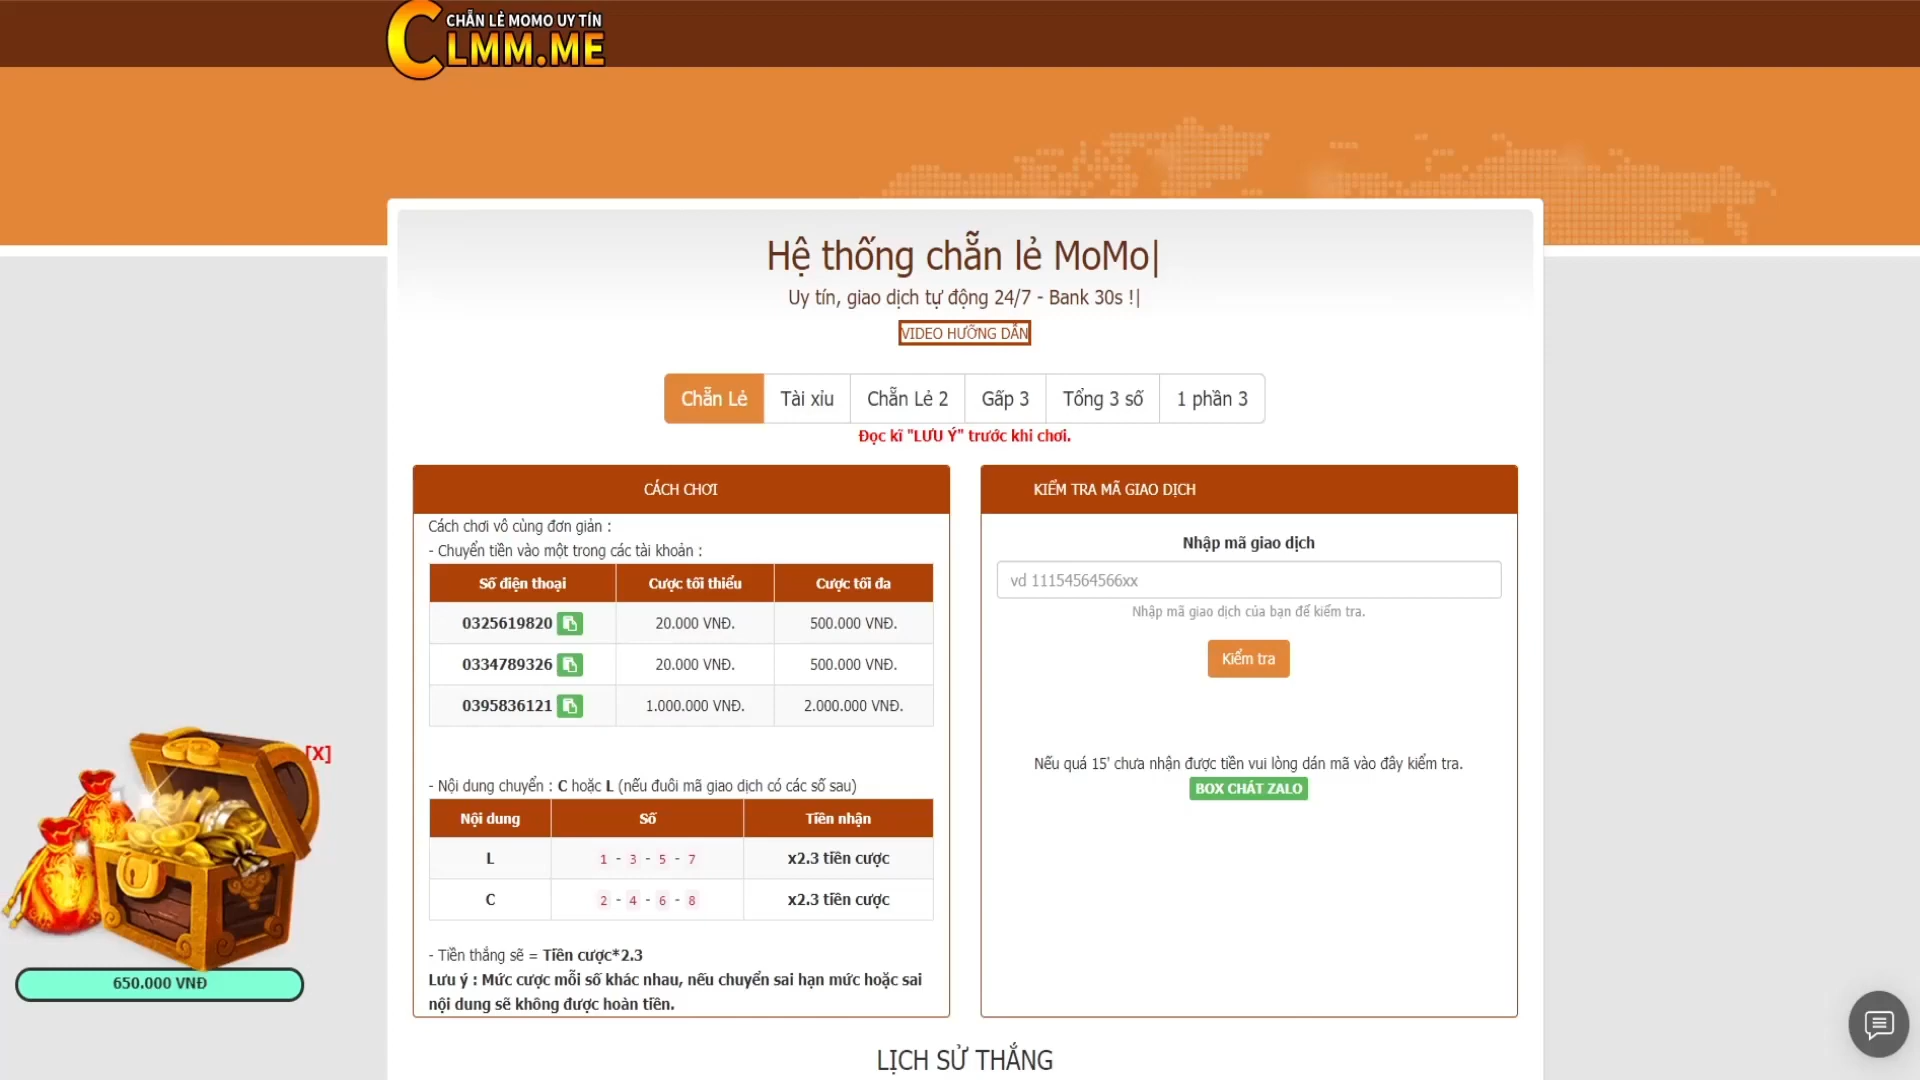 CHẴN LẺ MOMO UY TÍN
CLMM.ME
Hệ thống chẵn lẻ MoMo|
Uy tín, giao dịch tự động 24/7 - Bank 30s !|
VIDEO HƯỚNG DẪN
Chẵn Lẻ Tài xỉu Chẵn Lẻ 2 Gấp 3 Tổng 3 số 1 phần 3
Đọc kĩ "LƯU Ý" trước khi chơi.
CÁCH CHƠI
Cách chơi vô cùng đơn giản :
- Chuyển tiền vào một trong các tài khoản :
Số điện thoại Cược tối thiểu Cược tối đa
0325619820 20.000 VNĐ. 500.000 VNĐ.
0334789326 20.000 VNĐ. 500.000 VNĐ.
0395836121 1.000.000 VNĐ. 2.000.000 VNĐ.
- Nội dung chuyển : C hoặc L (nếu đuôi mã giao dịch có các số sau)
Nội dung Số Tiền nhận
L 1 - 3 - 5 - 7 x2.3 tiền cược
C 2 - 4 - 6 - 8 x2.3 tiền cược
- Tiền thắng sẽ = Tiền cược*2.3
Lưu ý : Mức cược mỗi số khác nhau, nếu chuyển sai hạn mức hoặc sai
nội dung sẽ không được hoàn tiền.
KIỂM TRA MÃ GIAO DỊCH
Nhập mã giao dịch
vd 11154564566xx
Nhập mã giao dịch của bạn để kiểm tra.
Kiểm tra
Nếu quá 15' chưa nhận được tiền vui lòng dán mã vào đây kiểm tra.
BOX CHÁT ZALO
[X]
650.000 VNĐ
LỊCH SỬ THẮNG